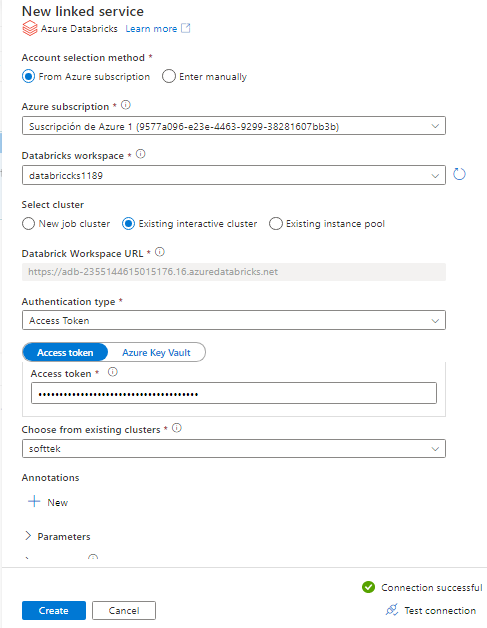 New linked service
Azure Databricks Learn more
Account selection method *
From Azure subscription Enter manually
Azure subscription *
Suscripción de Azure 1 (9577a096-e23e-4463-9299-38281607bb3b)
Databricks workspace *
databriccks1189
Select cluster
New job cluster Existing interactive cluster Existing instance pool
Databrick Workspace URL *
https://adb-2355144615015176.16.azuredatabricks.net
Authentication type *
Access Token
Access token Azure Key Vault
Access token *
••••••••••••••••••••••••••••••••••••••
Choose from existing clusters *
softtek
Annotations
New
Parameters
Connection successful
Create Cancel Test connection